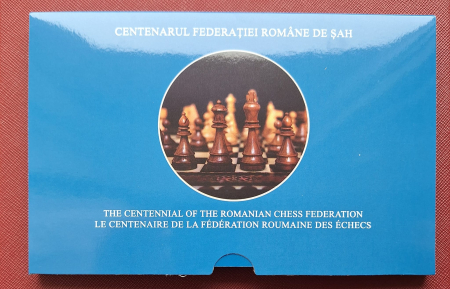 CENTENARUL FEDERAȚIEI ROMÂNE DE ȘAH
THE CENTENNIAL OF THE ROMANIAN CHESS FEDERATION
LE CENTENAIRE DE LA FÉDÉRATION ROUMAINE DES ÉCHECS